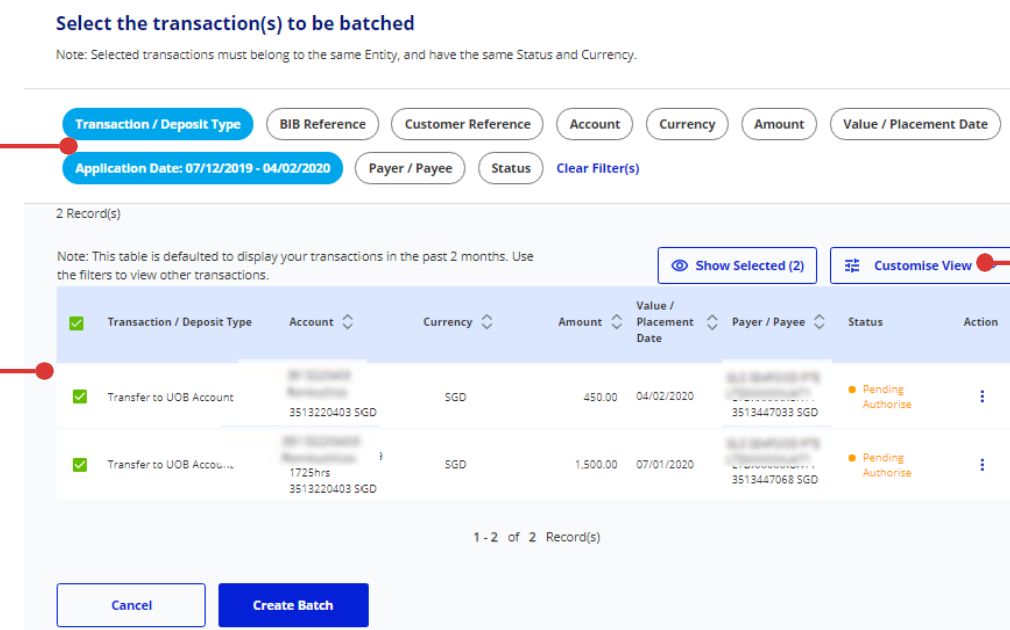 Select the transaction(s) to be batched
Note: Selected transactions must belong to the same Entity, and have the same Status and Currency.
Transaction / Deposit Type BIB Reference Customer Reference Account Currency Amount Value / Placement Date
Application Date: 07/12/2019 - 04/02/2020 Payer / Payee Status Clear Filter(s)
2 Record(s)
Note: This table is defaulted to display your transactions in the past 2 months. Use
the filters to view other transactions.
Show Selected (2) Customise View
Transaction / Deposit Type Account Currency Amount Value / Placement Date Payer / Payee Status Action
Transfer to UOB Account
3513220403 SGD
SGD
450.00
04/02/2020
3513447033 SGD
Pending
Authorise
Transfer to UOB
1725hrs
3513220403 SGD
SGD
1,500.00
07/01/2020
3513447068 SGD
Pending
Authorise
1 - 2 of 2 Record(s)
Cancel Create Batch